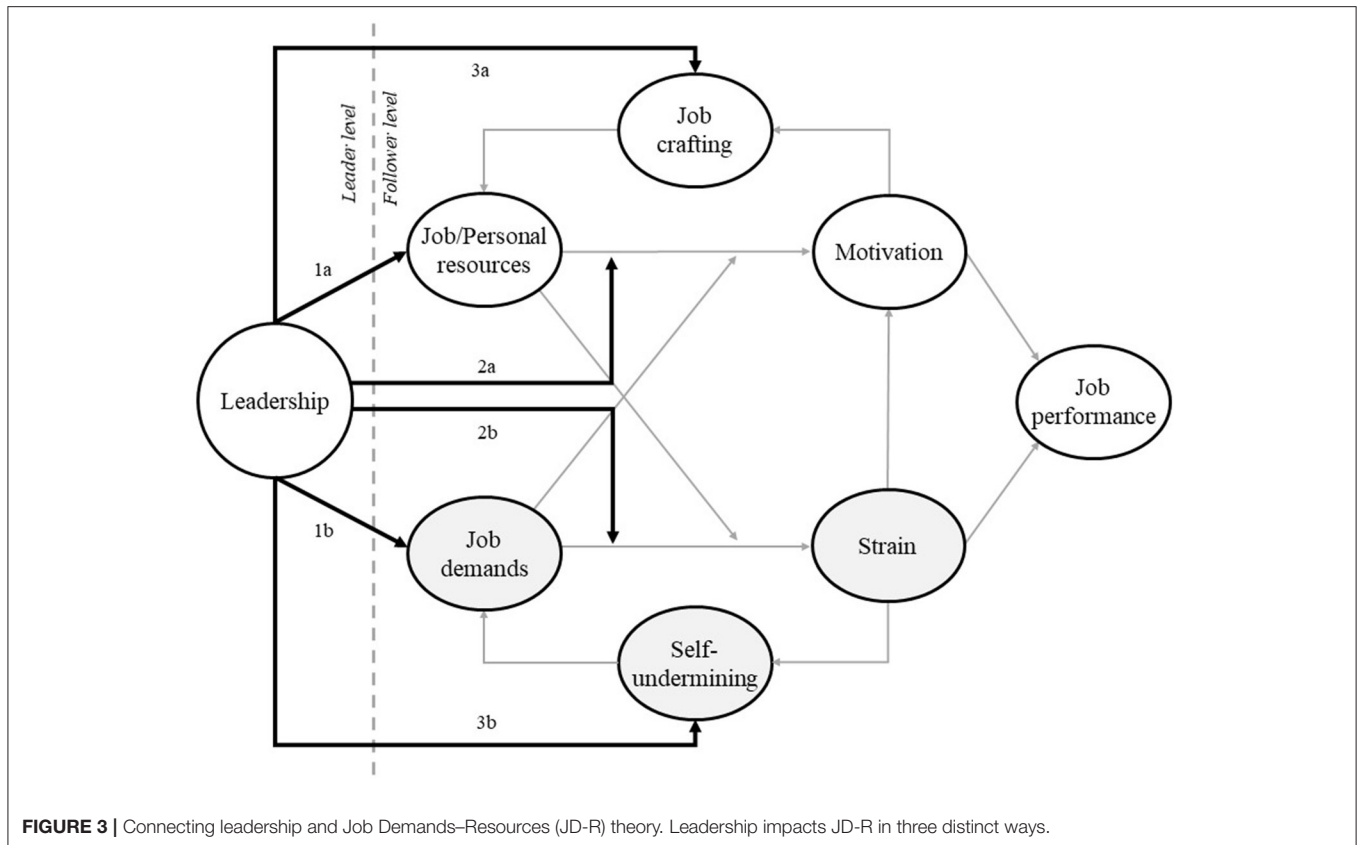 3a
Leader level
Follower level
Job
crafting
Job/Personal
resources
Motivation
1a
2a
Leadership
Job
performance
2b
1b
Job
demands
Strain
Self-
undermining
3b
FIGURE 3 | Connecting leadership and Job Demands–Resources (JD-R) theory. Leadership impacts JD-R in three distinct ways.